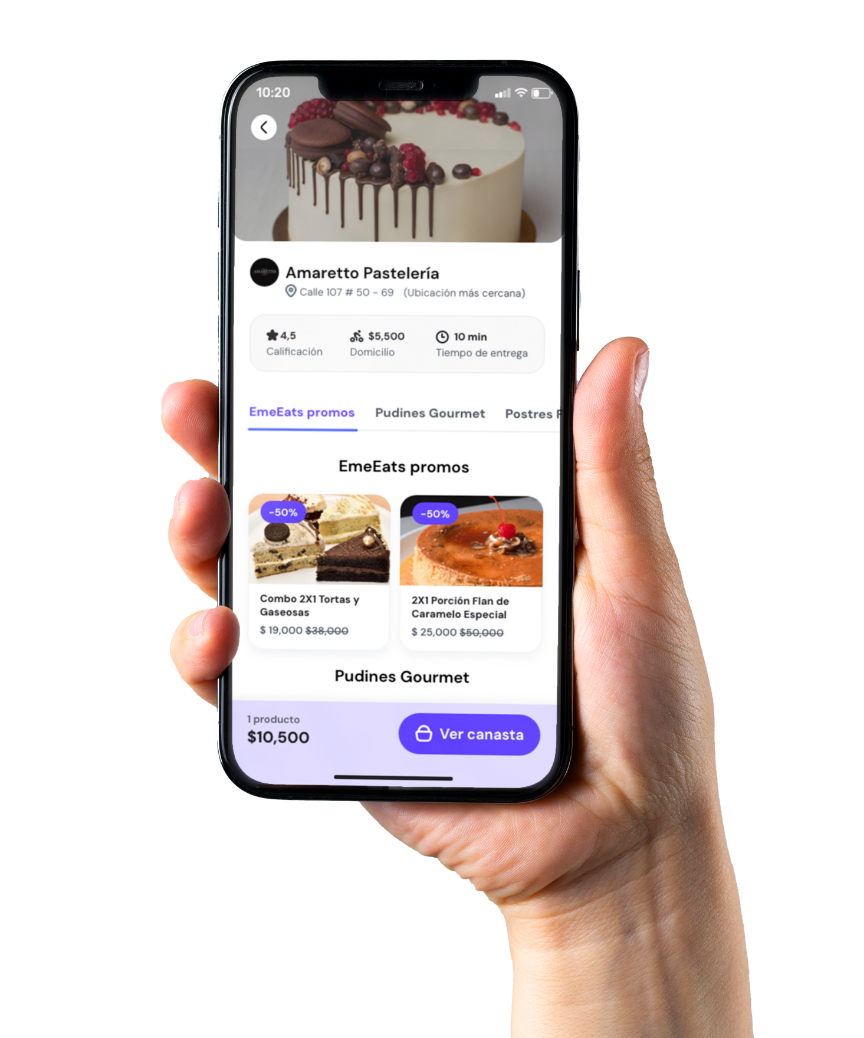 10:20
Amaretto Pastelería
Calle 107 # 50 - 69 (Ubicación más cercana)
4,5 $5,500 10 min
Calificación Domicilio Tiempo de entrega
EmeEats promos Pudines Gourmet Postres
EmeEats promos
-50% -50%
Combo 2X1 Tortas y
Gaseosas
$ 19,000 $38,000
2X1 Porción Flan de
Caramelo Especial
$ 25,000 $50,000
Pudines Gourmet
1 producto
$10,500
Ver canasta